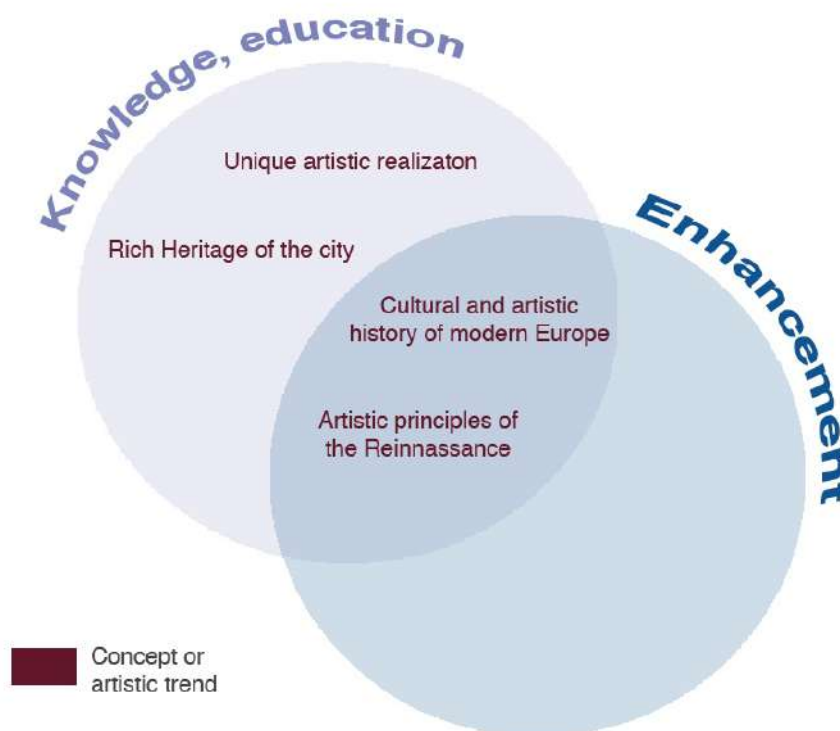 Knowledge, education
Unique artistic realizaton
Rich Heritage of the city
Enhancement
Cultural and artistic
history of modern Europe
Artistic principles of
the Reinnassance
Concept or
artistic trend